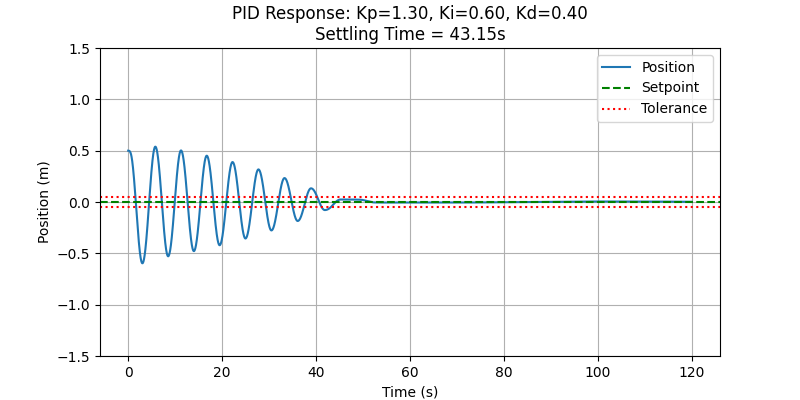 PID Response: Kp=1.30, Ki=0.60, Kd=0.40
Settling Time = 43.15s
1.5
1.0
0.5
0.0
−0.5
−1.0
−1.5
Position (m)
Position
Setpoint
Tolerance
0 20 40 60 80 100 120
Time (s)